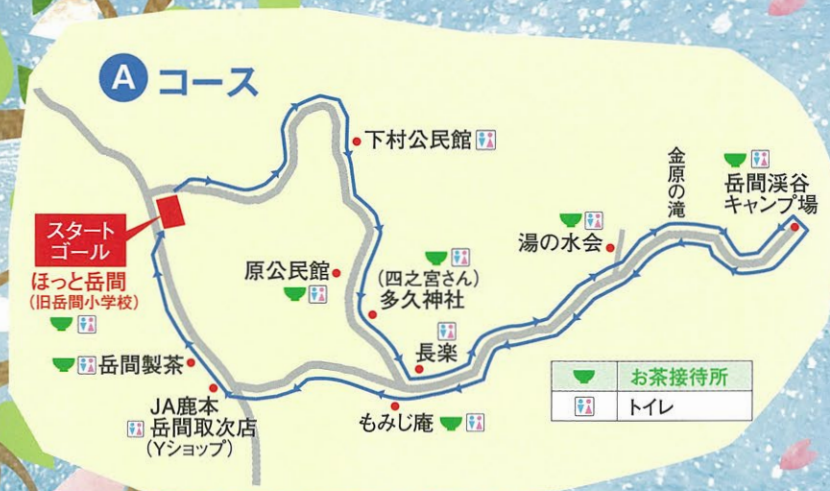 A コース
下村公民館
金原の滝
岳間渓谷
キャンプ場
スタート
ゴール
ほっと岳間
(旧岳間小学校)
原公民館
(四之宮さん)
多久神社
湯の水会
長楽
岳間製茶
JA鹿本
岳間取次店
(Yショップ)
もみじ庵
お茶接待所
トイレ